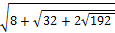 √(8 + √(32 + 2√192))